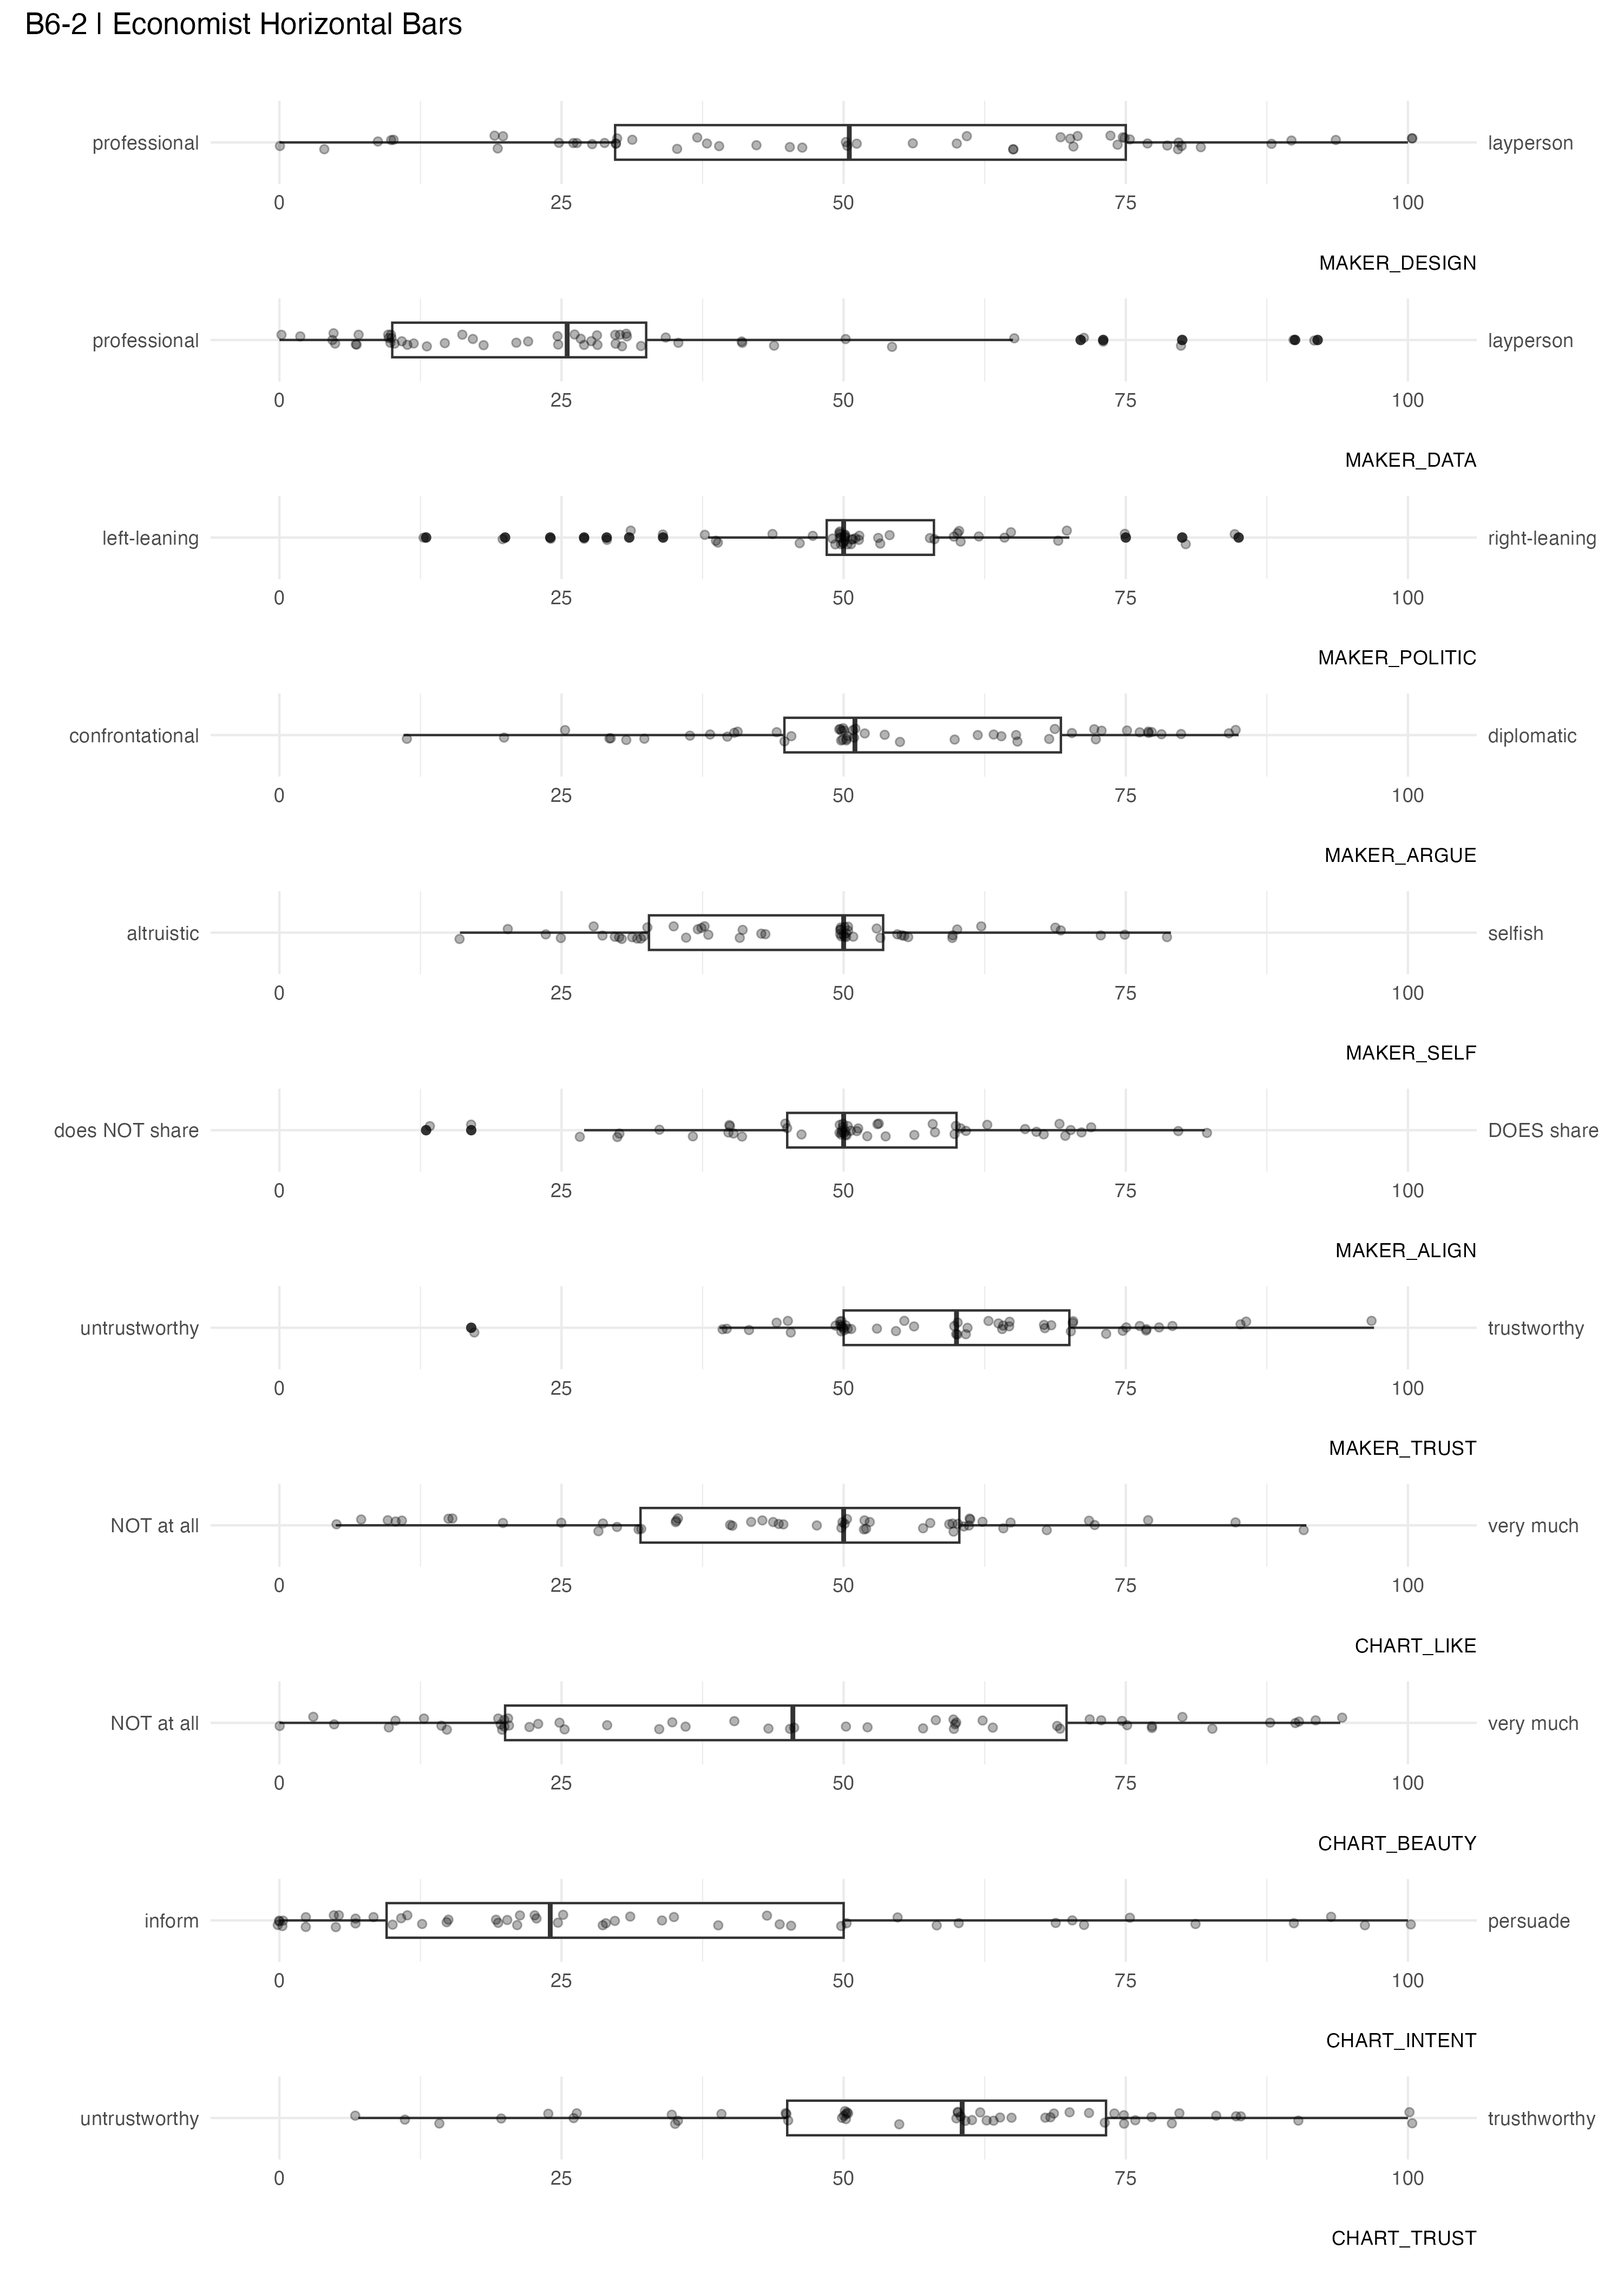 B6-2 | Economist Horizontal Bars
professional layperson
0 25 50 75 100
MAKER_DESIGN
professional layperson
0 25 50 75 100
MAKER_DATA
left-leaning right-leaning
0 25 50 75 100
MAKER_POLITIC
confrontational diplomatic
0 25 50 75 100
MAKER_ARGUE
altruistic selfish
0 25 50 75 100
MAKER_SELF
does NOT share DOES share
0 25 50 75 100
MAKER_ALIGN
untrustworthy trustworthy
0 25 50 75 100
MAKER_TRUST
NOT at all very much
0 25 50 75 100
CHART_LIKE
NOT at all very much
0 25 50 75 100
CHART_BEAUTY
inform persuade
0 25 50 75 100
CHART_INTENT
untrustworthy trusthworthy
0 25 50 75 100
CHART_TRUST